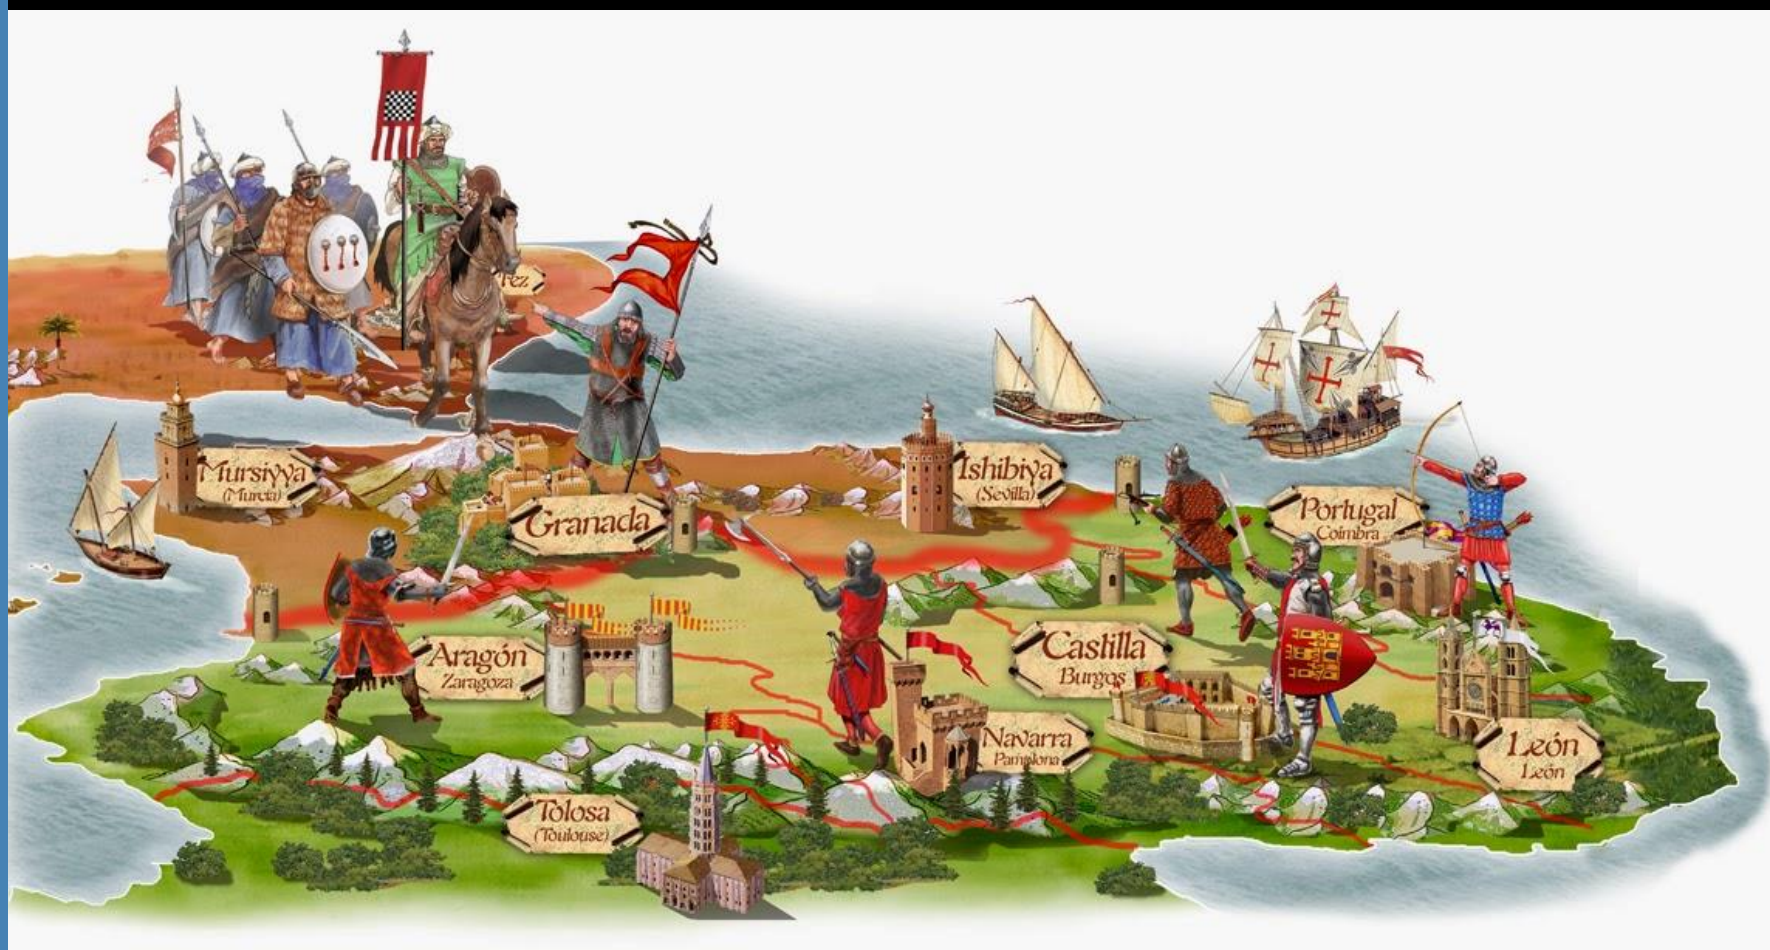 Fez
Mursiyya
(Murcia)
Granada
Ishibiya
(Sevilla)
Portugal
Coimbra
Aragón
Zaragoza
Castilla
Burgos
Navarra
Pamplona
León
León
Tolosa
(Toulouse)